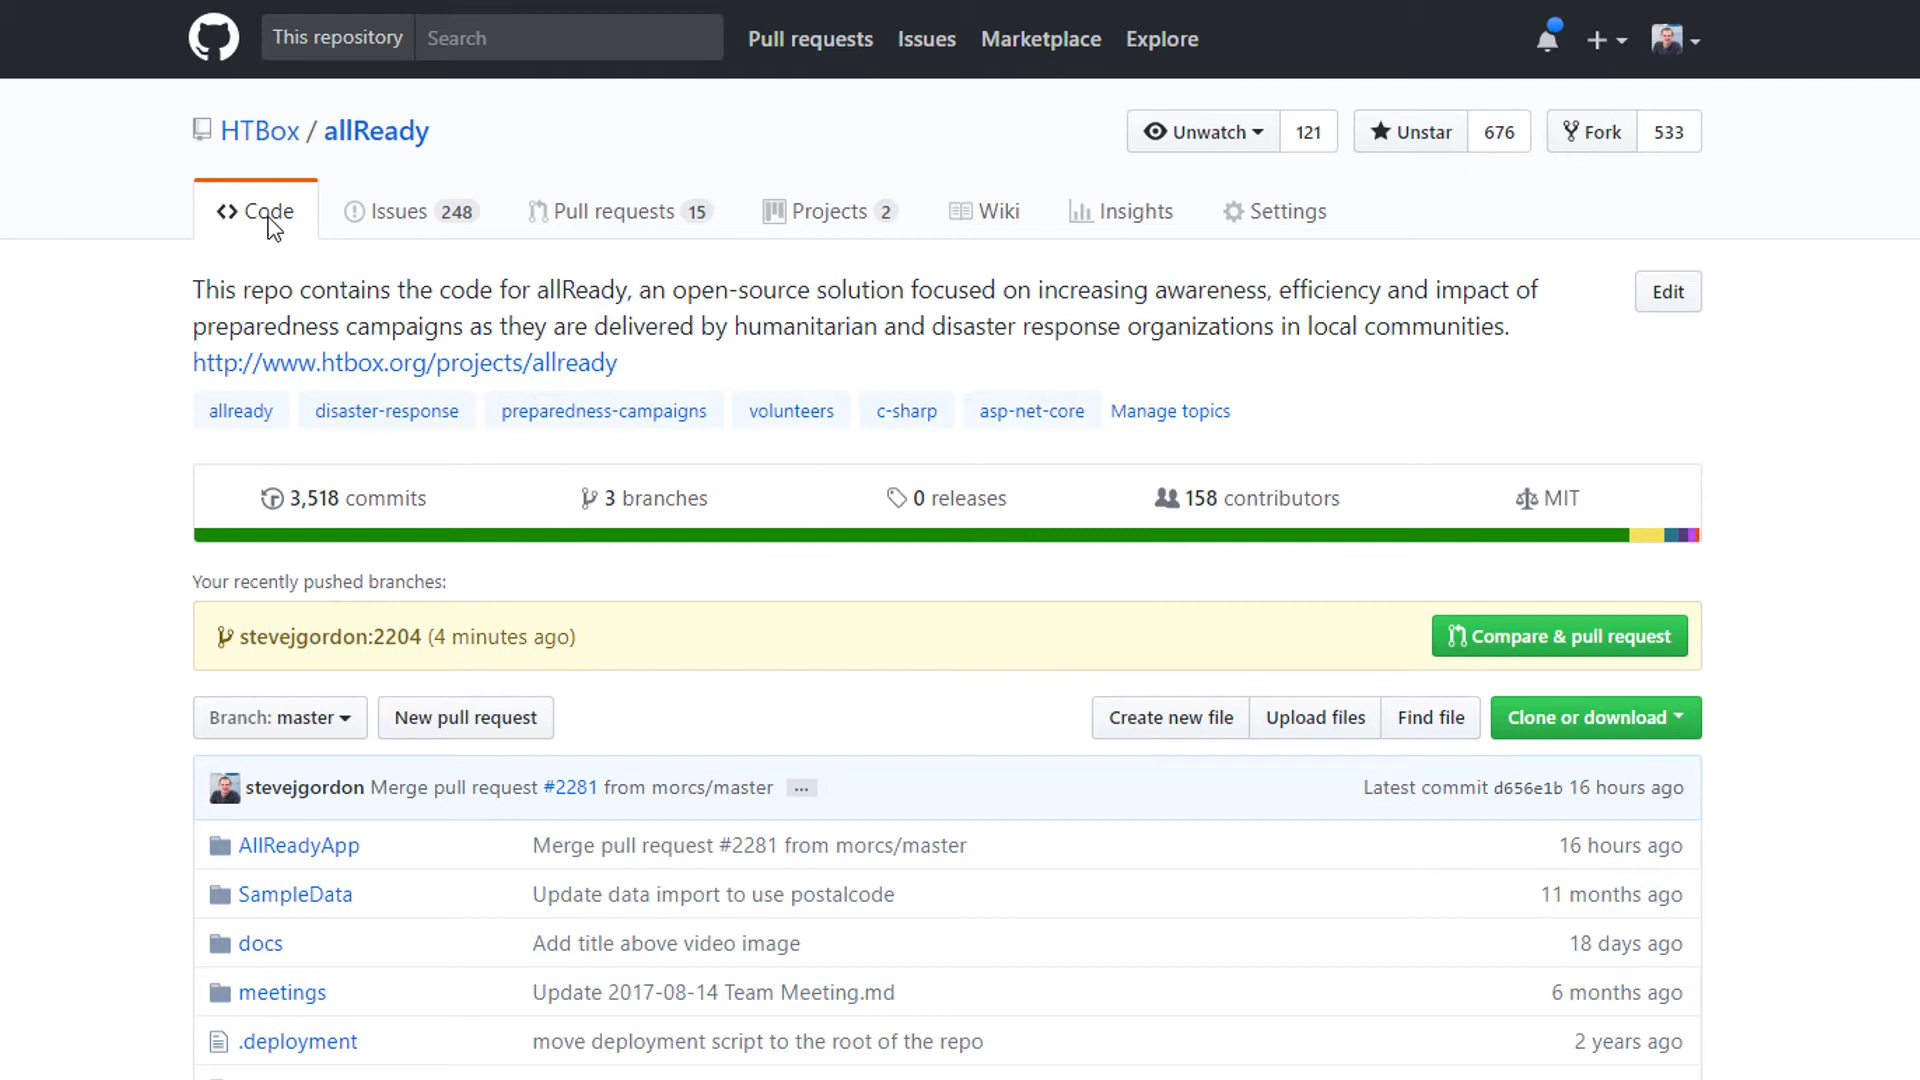 This repository Search Pull requests Issues Marketplace Explore
HTBox / allReady Unwatch 121 Unstar 676 Fork 533
Code Issues 248 Pull requests 15 Projects 2 Wiki Insights Settings
This repo contains the code for allReady, an open-source solution focused on increasing awareness, efficiency and impact of Edit
preparedness campaigns as they are delivered by humanitarian and disaster response organizations in local communities.
http://www.htbox.org/projects/allready
allready disaster-response preparedness-campaigns volunteers c-sharp asp-net-core Manage topics
3,518 commits 3 branches 0 releases 158 contributors MIT
Your recently pushed branches:
stevejgordon:2204 (4 minutes ago) Compare & pull request
Branch: master New pull request Create new file Upload files Find file Clone or download
stevejgordon Merge pull request #2281 from morcs/master ... Latest commit d656e1b 16 hours ago
AllReadyApp Merge pull request #2281 from morcs/master 16 hours ago
SampleData Update data import to use postalcode 11 months ago
docs Add title above video image 18 days ago
meetings Update 2017-08-14 Team Meeting.md 6 months ago
.deployment move deployment script to the root of the repo 2 years ago